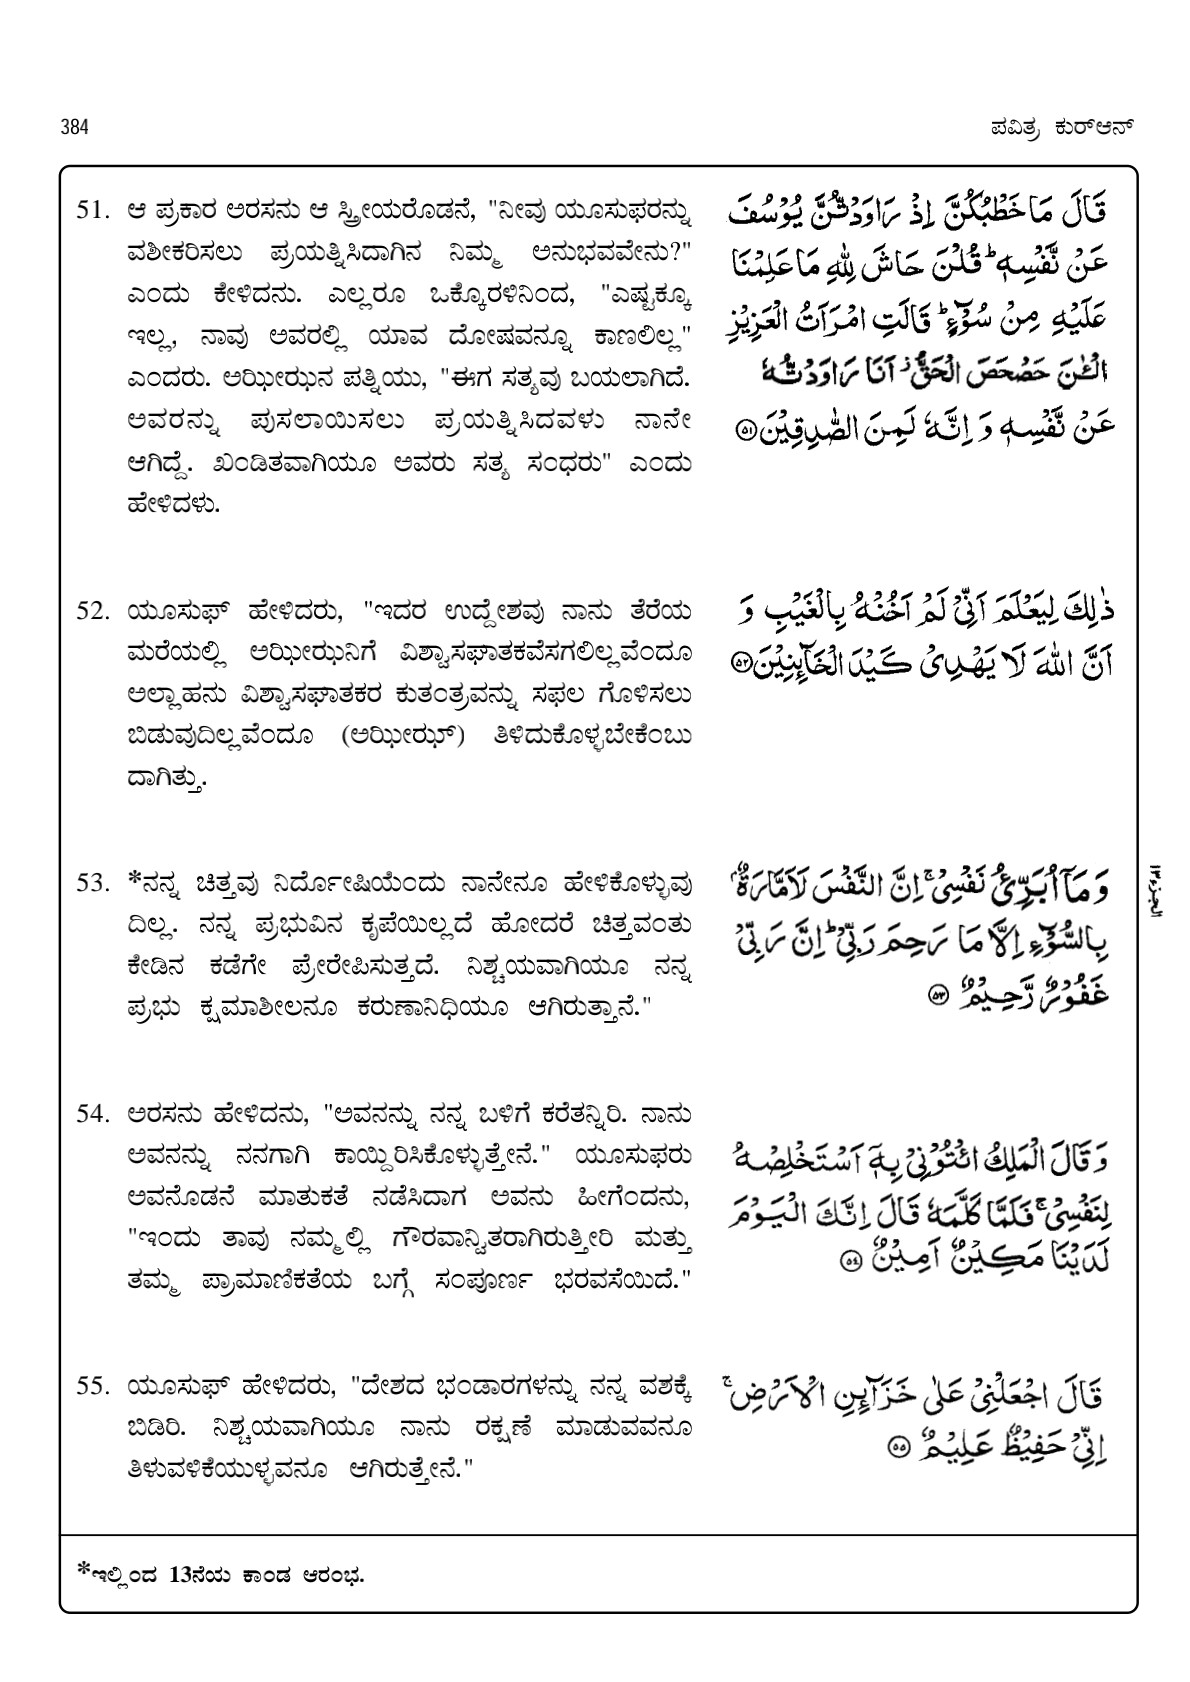 384
ಪವಿತ್ರ ಕುರ್‌ಆನ್
51. ಆ ಪ್ರಕಾರ ಅರಸನು ಆ ಸ್ತ್ರೀಯರೊಡನೆ, "ನೀವು ಯೂಸುಫರನ್ನು
ವಶೀಕರಿಸಲು ಪ್ರಯತ್ನಿಸಿದಾಗಿನ ನಿಮ್ಮ ಅನುಭವವೇನು?"
ಎಂದು ಕೇಳಿದನು. ಎಲ್ಲರೂ ಒಕ್ಕೊರಳಿನಿಂದ, "ಎಷ್ಟಕ್ಕೂ
ಇಲ್ಲ, ನಾವು ಅವರಲ್ಲಿ ಯಾವ ದೋಷವನ್ನೂ ಕಾಣಲಿಲ್ಲ"
ಎಂದರು. ಅಝೀಝನ ಪತ್ನಿಯು, "ಈಗ ಸತ್ಯವು ಬಯಲಾಗಿದೆ.
ಅವರನ್ನು ಪುಸಲಾಯಿಸಲು ಪ್ರಯತ್ನಿಸಿದವಳು ನಾನೇ
ಆಗಿದ್ದೆ. ಖಂಡಿತವಾಗಿಯೂ ಅವರು ಸತ್ಯ ಸಂಧರು" ಎಂದು
ಹೇಳಿದಳು.
قَالَ مَا خَطْبُكُنَّ اِذْ رَاوَدْتُّنَّ يُوْسُفَ
عَنْ نَّفْسِهٖ ؕ قُلْنَ حَاشَ لِلّٰهِ مَا عَلِمْنَا
عَلَيْهِ مِنْ سُوْٓءٍ ؕ قَالَتِ امْرَاَتُ الْعَزِيْزِ
الْـٰٔنَ حَصْحَصَ الْحَقُّ ؗ اَنَا رَاوَدْتُّهٗ
عَنْ نَّفْسِهٖ وَ اِنَّهٗ لَمِنَ الصّٰدِقِيْنَ ۝۵۱
52. ಯೂಸುಫ್ ಹೇಳಿದರು, "ಇದರ ಉದ್ದೇಶವು ನಾನು ತೆರೆಯ
ಮರೆಯಲ್ಲಿ ಅಝೀಝನಿಗೆ ವಿಶ್ವಾಸಘಾತಕವೆಸಗಲಿಲ್ಲವೆಂದೂ
ಅಲ್ಲಾಹನು ವಿಶ್ವಾಸಘಾತಕರ ಕುತಂತ್ರವನ್ನು ಸಫಲ ಗೊಳಿಸಲು
ಬಿಡುವುದಿಲ್ಲವೆಂದೂ (ಅಝೀಝ್) ತಿಳಿದುಕೊಳ್ಳಬೇಕೆಂಬು
ದಾಗಿತ್ತು.
ذٰلِكَ لِيَعْلَمَ اَنِّيْ لَمْ اَخُنْهُ بِالْغَيْبِ وَ
اَنَّ اللّٰهَ لَا يَهْدِيْ كَيْدَ الْخَآئِنِيْنَ ۝۵۲
53. *ನನ್ನ ಚಿತ್ತವು ನಿರ್ದೋಷಿಯೆಂದು ನಾನೇನೂ ಹೇಳಿಕೊಳ್ಳುವು
ದಿಲ್ಲ. ನನ್ನ ಪ್ರಭುವಿನ ಕೃಪೆಯಿಲ್ಲದೆ ಹೋದರೆ ಚಿತ್ತವಂತು
ಕೇಡಿನ ಕಡೆಗೇ ಪ್ರೇರೇಪಿಸುತ್ತದೆ. ನಿಶ್ಚಯವಾಗಿಯೂ ನನ್ನ
ಪ್ರಭು ಕ್ಷಮಾಶೀಲನೂ ಕರುಣಾನಿಧಿಯೂ ಆಗಿರುತ್ತಾನೆ."
وَ مَاۤ اُبَرِّئُ نَفْسِيْ ۚ اِنَّ النَّفْسَ لَاَمَّارَةٌۢ
بِالسُّوْٓءِ اِلَّا مَا رَحِمَ رَبِّيْ ؕ اِنَّ رَبِّيْ
غَفُوْرٌ رَّحِيْمٌ ۝۵۳
الجزء ۱۳
54. ಅರಸನು ಹೇಳಿದನು, "ಅವನನ್ನು ನನ್ನ ಬಳಿಗೆ ಕರೆತನ್ನಿರಿ. ನಾನು
ಅವನನ್ನು ನನಗಾಗಿ ಕಾಯ್ದಿರಿಸಿಕೊಳ್ಳುತ್ತೇನೆ." ಯೂಸುಫರು
ಅವನೊಡನೆ ಮಾತುಕತೆ ನಡೆಸಿದಾಗ ಅವನು ಹೀಗೆಂದನು,
"ಇಂದು ತಾವು ನಮ್ಮಲ್ಲಿ ಗೌರವಾನ್ವಿತರಾಗಿರುತ್ತೀರಿ ಮತ್ತು
ತಮ್ಮ ಪ್ರಾಮಾಣಿಕತೆಯ ಬಗ್ಗೆ ಸಂಪೂರ್ಣ ಭರವಸೆಯಿದೆ."
وَ قَالَ الْمَلِكُ ائْتُوْنِيْ بِهٖۤ اَسْتَخْلِصْهُ
لِنَفْسِيْ ۚ فَلَمَّا كَلَّمَهٗ قَالَ اِنَّكَ الْيَوْمَ
لَدَيْنَا مَكِيْنٌ اَمِيْنٌ ۝۵۴
55. ಯೂಸುಫ್ ಹೇಳಿದರು, "ದೇಶದ ಭಂಡಾರಗಳನ್ನು ನನ್ನ ವಶಕ್ಕೆ
ಬಿಡಿರಿ. ನಿಶ್ಚಯವಾಗಿಯೂ ನಾನು ರಕ್ಷಣೆ ಮಾಡುವವನೂ
ತಿಳುವಳಿಕೆಯುಳ್ಳವನೂ ಆಗಿರುತ್ತೇನೆ."
قَالَ اجْعَلْنِيْ عَلٰى خَزَآئِنِ الْاَرْضِ ۚ
اِنِّيْ حَفِيْظٌ عَلِيْمٌ ۝۵۵
*ಇಲ್ಲಿಂದ 13ನೆಯ ಕಾಂಡ ಆರಂಭ.